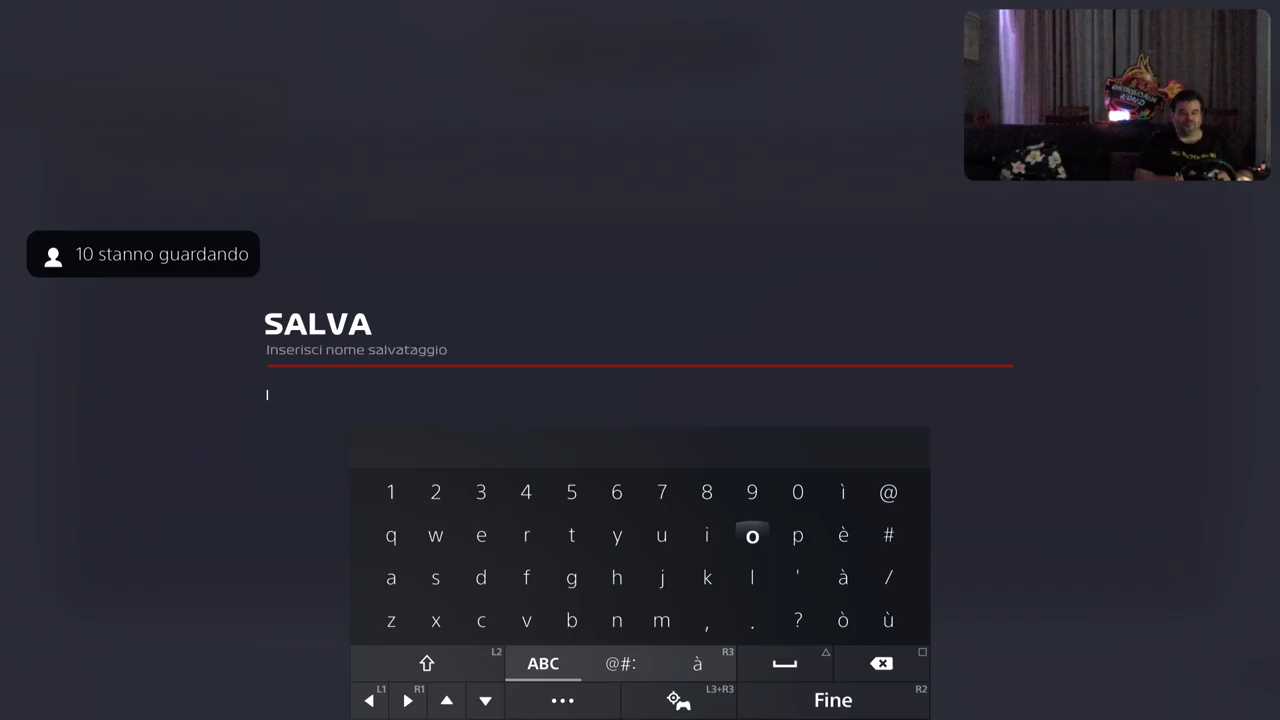 10 stanno guardando
SALVA
Inserisci nome salvataggio
1 2 3 4 5 6 7 8 9 0 ì @
q w e r t y u i o p è #
a s d f g h j k l ' à /
z x c v b n m , . ? ò ù
L2 ABC @#: à R3
L1 R1 ... L3+R3 Fine R2